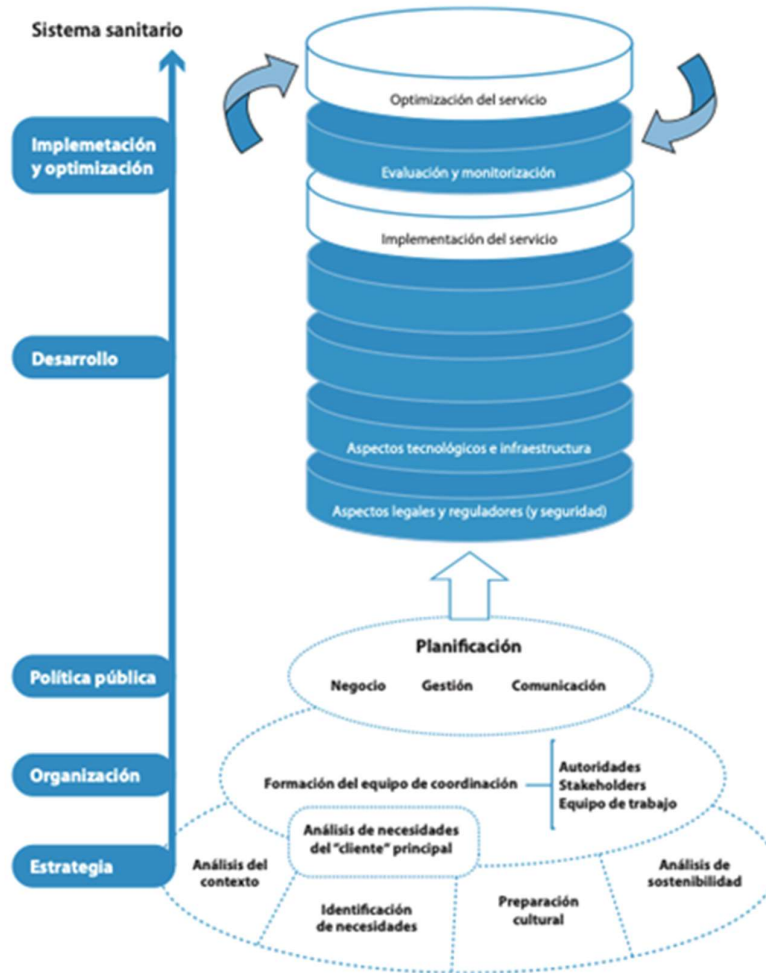 Sistema sanitario
Implemetación
y optimización
Desarrollo
Política pública
Organización
Estrategia
Optimización del servicio
Evaluación y monitorización
Implementación del servicio
Aspectos tecnológicos e infraestructura
Aspectos legales y reguladores (y seguridad)
Planificación
Negocio Gestión Comunicación
Formación del equipo de coordinación
Autoridades
Stakeholders
Equipo de trabajo
Análisis de necesidades
del "cliente" principal
Análisis del
contexto
Identificación
de necesidades
Preparación
cultural
Análisis de
sostenibilidad